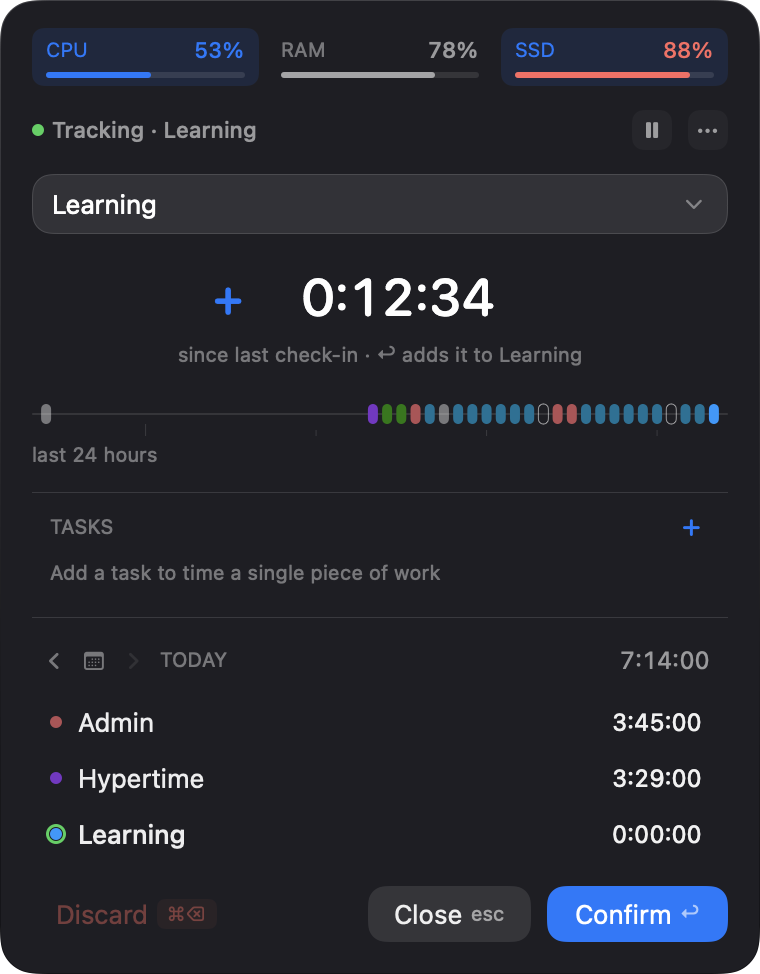 CPU 53% RAM 78% SSD 88%
Tracking · Learning
Learning
+ 0:12:34
since last check-in · ↩ adds it to Learning
last 24 hours
TASKS +
Add a task to time a single piece of work
TODAY 7:14:00
Admin 3:45:00
Hypertime 3:29:00
Learning 0:00:00
Discard ⌘⌫ Close esc Confirm ↩